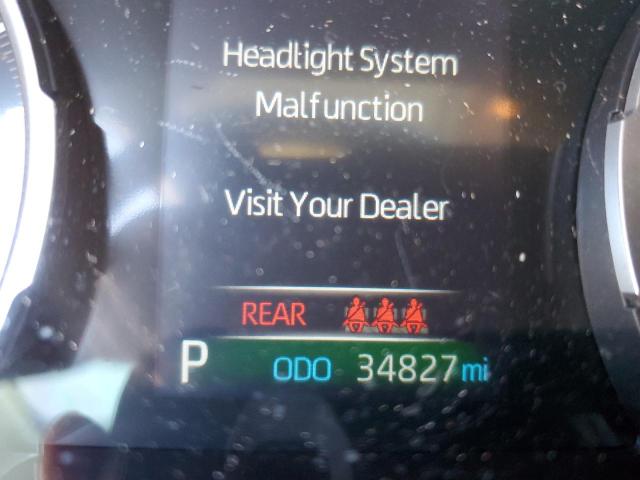 Headlight System
Malfunction
Visit Your Dealer
REAR
P ODO 34827 mi